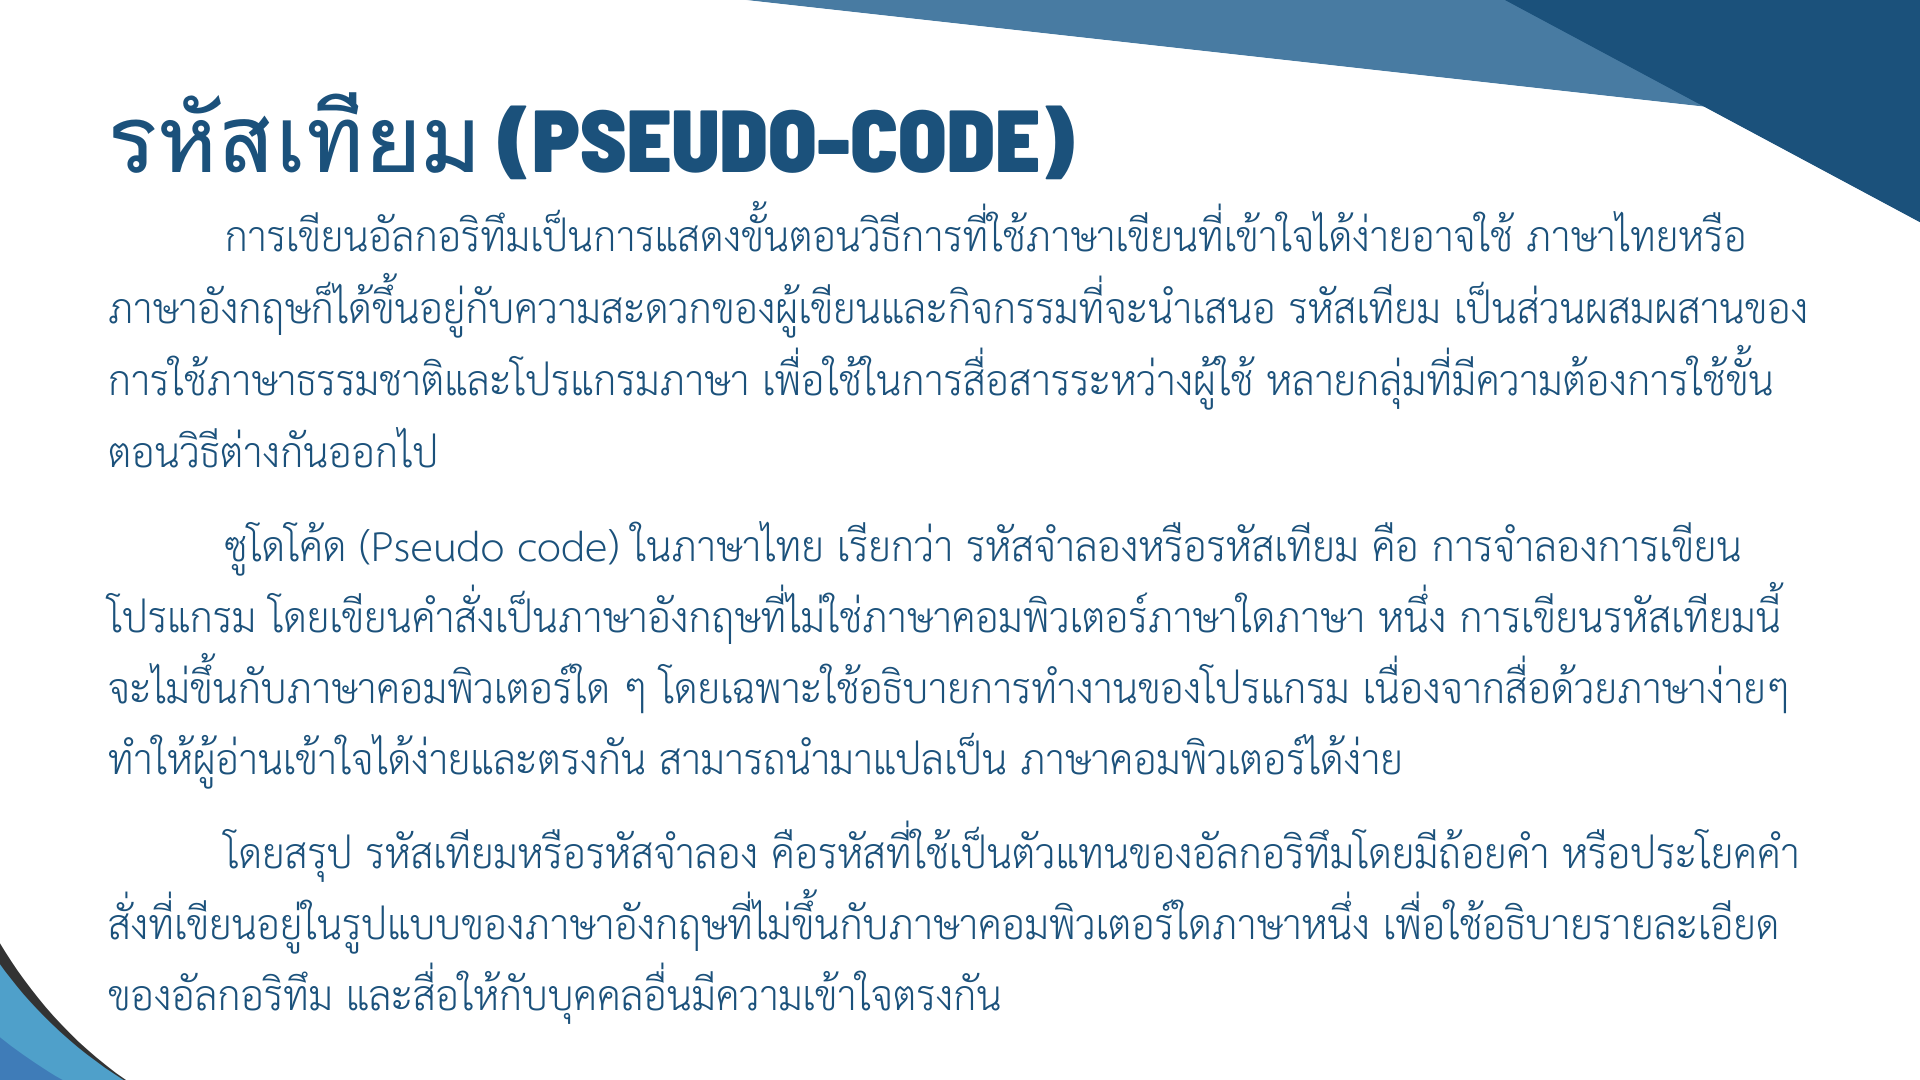 รหัสเทียม (PSEUDO-CODE)
การเขียนอัลกอริทึมเป็นการแสดงขั้นตอนวิธีการที่ใช้ภาษาเขียนที่เข้าใจได้ง่ายอาจใช้ ภาษาไทยหรือ
ภาษาอังกฤษก็ได้ขึ้นอยู่กับความสะดวกของผู้เขียนและกิจกรรมที่จะนำเสนอ รหัสเทียม เป็นส่วนผสมผสานของ
การใช้ภาษาธรรมชาติและโปรแกรมภาษา เพื่อใช้ในการสื่อสารระหว่างผู้ใช้ หลายกลุ่มที่มีความต้องการใช้ขั้น
ตอนวิธีต่างกันออกไป
ซูโดโค้ด (Pseudo code) ในภาษาไทย เรียกว่า รหัสจำลองหรือรหัสเทียม คือ การจำลองการเขียน
โปรแกรม โดยเขียนคำสั่งเป็นภาษาอังกฤษที่ไม่ใช่ภาษาคอมพิวเตอร์ภาษาใดภาษา หนึ่ง การเขียนรหัสเทียมนี้
จะไม่ขึ้นกับภาษาคอมพิวเตอร์ใด ๆ โดยเฉพาะใช้อธิบายการทำงานของโปรแกรม เนื่องจากสื่อด้วยภาษาง่ายๆ
ทำให้ผู้อ่านเข้าใจได้ง่ายและตรงกัน สามารถนำมาแปลเป็น ภาษาคอมพิวเตอร์ได้ง่าย
โดยสรุป รหัสเทียมหรือรหัสจำลอง คือรหัสที่ใช้เป็นตัวแทนของอัลกอริทึมโดยมีถ้อยคำ หรือประโยคคำ
สั่งที่เขียนอยู่ในรูปแบบของภาษาอังกฤษที่ไม่ขึ้นกับภาษาคอมพิวเตอร์ใดภาษาหนึ่ง เพื่อใช้อธิบายรายละเอียด
ของอัลกอริทึม และสื่อให้กับบุคคลอื่นมีความเข้าใจตรงกัน